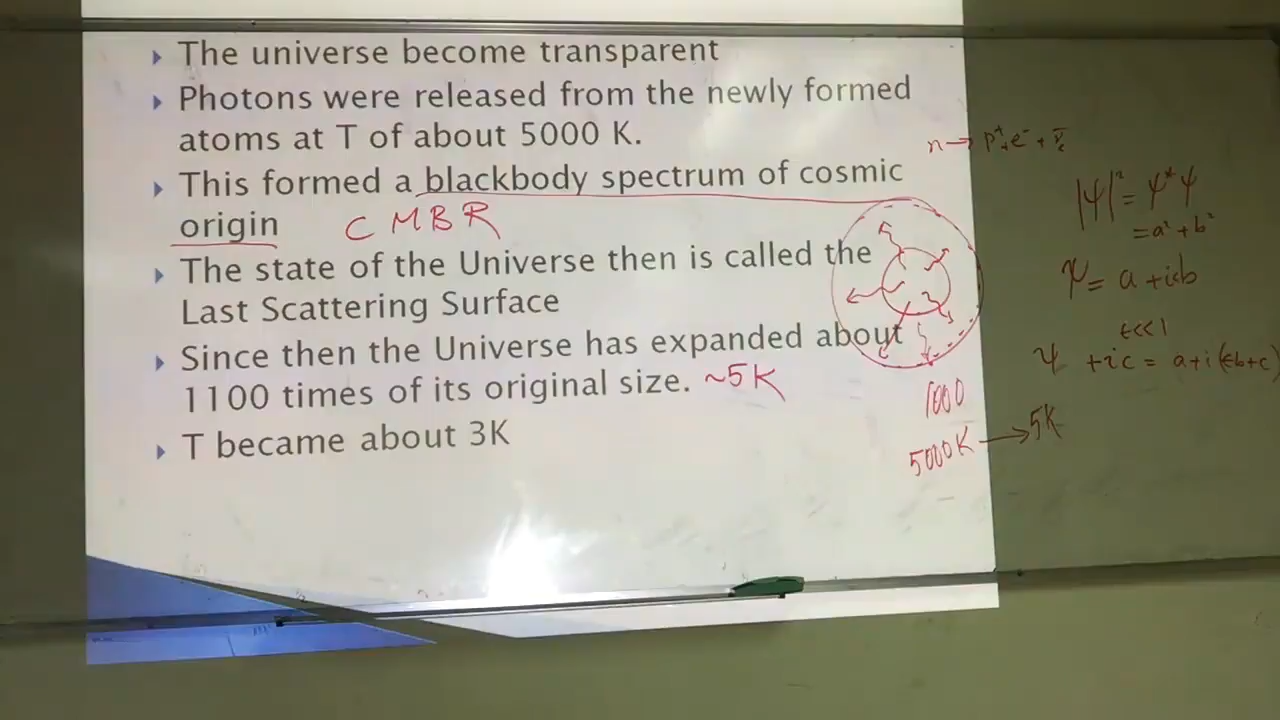 The universe become transparent
Photons were released from the newly formed
atoms at T of about 5000 K.
This formed a blackbody spectrum of cosmic
origin CMBR
The state of the Universe then is called the
Last Scattering Surface
Since then the Universe has expanded about
1100 times of its original size. ~5K
T became about 3K
1000
5000K → 5K
n → p⁺ + e⁻ + ν̄e
|ψ|² = ψ*ψ
= a² + b²
ψ = a + iεb
ε<<1
ψ + ic = a + i(εb+c)